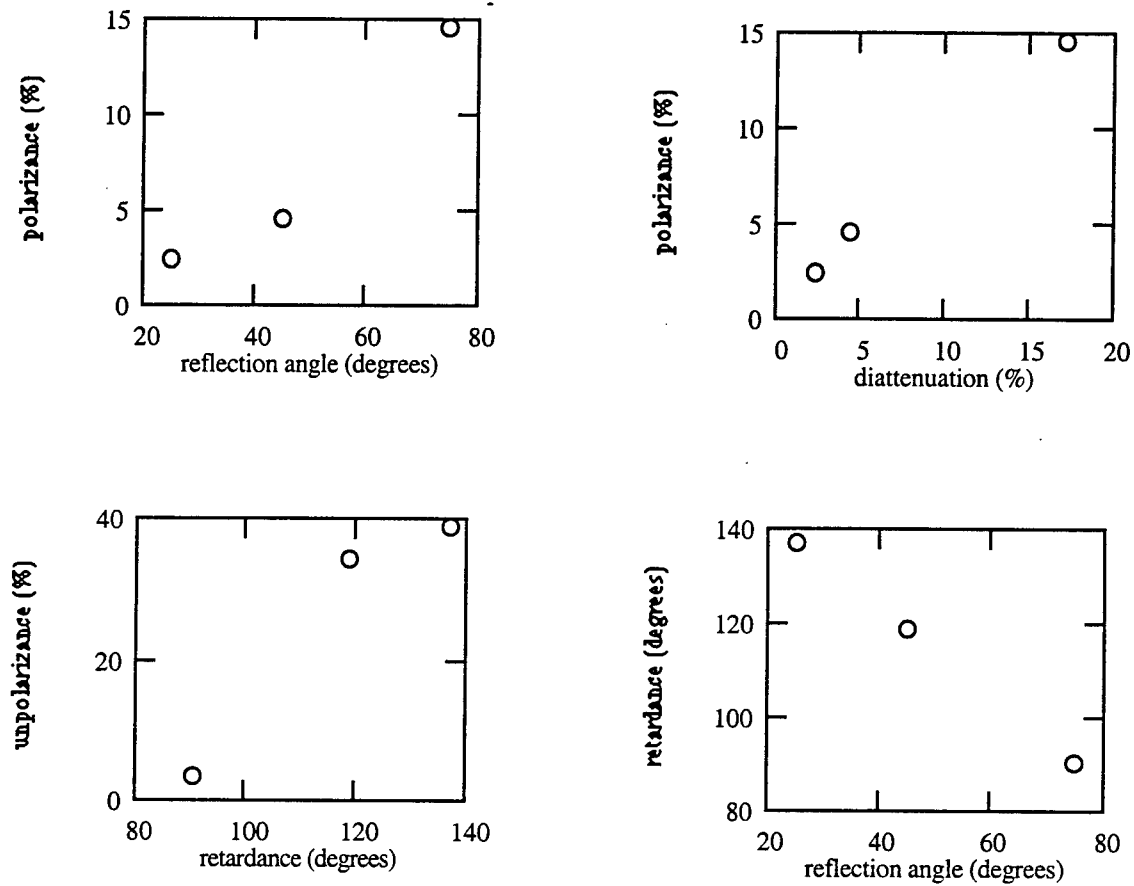 15
10
5
0
polarizance (%)
20 40 60 80
reflection angle (degrees)
15
10
5
0
polarizance (%)
0 5 10 15 20
diattenuation (%)
40
20
0
unpolarizance (%)
80 100 120 140
retardance (degrees)
140
120
100
80
retardance (degrees)
20 40 60 80
reflection angle (degrees)